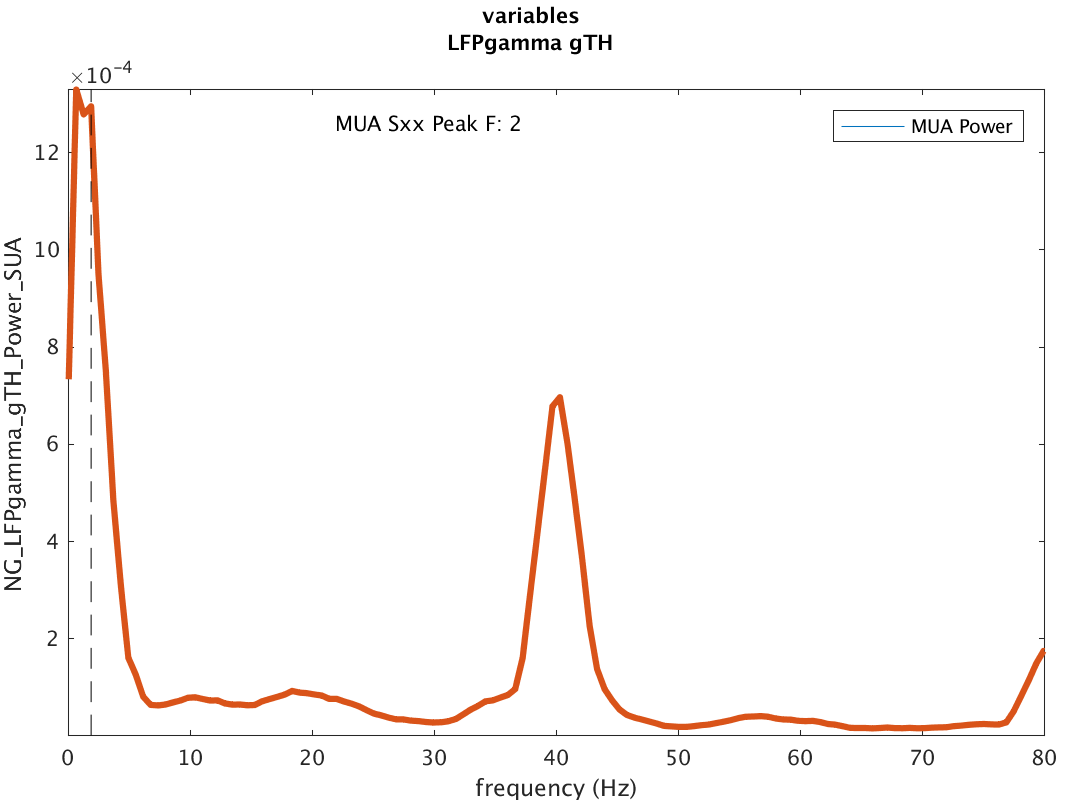 variables
LFPgamma gTH
×10⁻⁴
MUA Sxx Peak F: 2
MUA Power
12
10
8
6
4
2
NG_LFPgamma_gTH_Power_SUA
0 10 20 30 40 50 60 70 80
frequency (Hz)